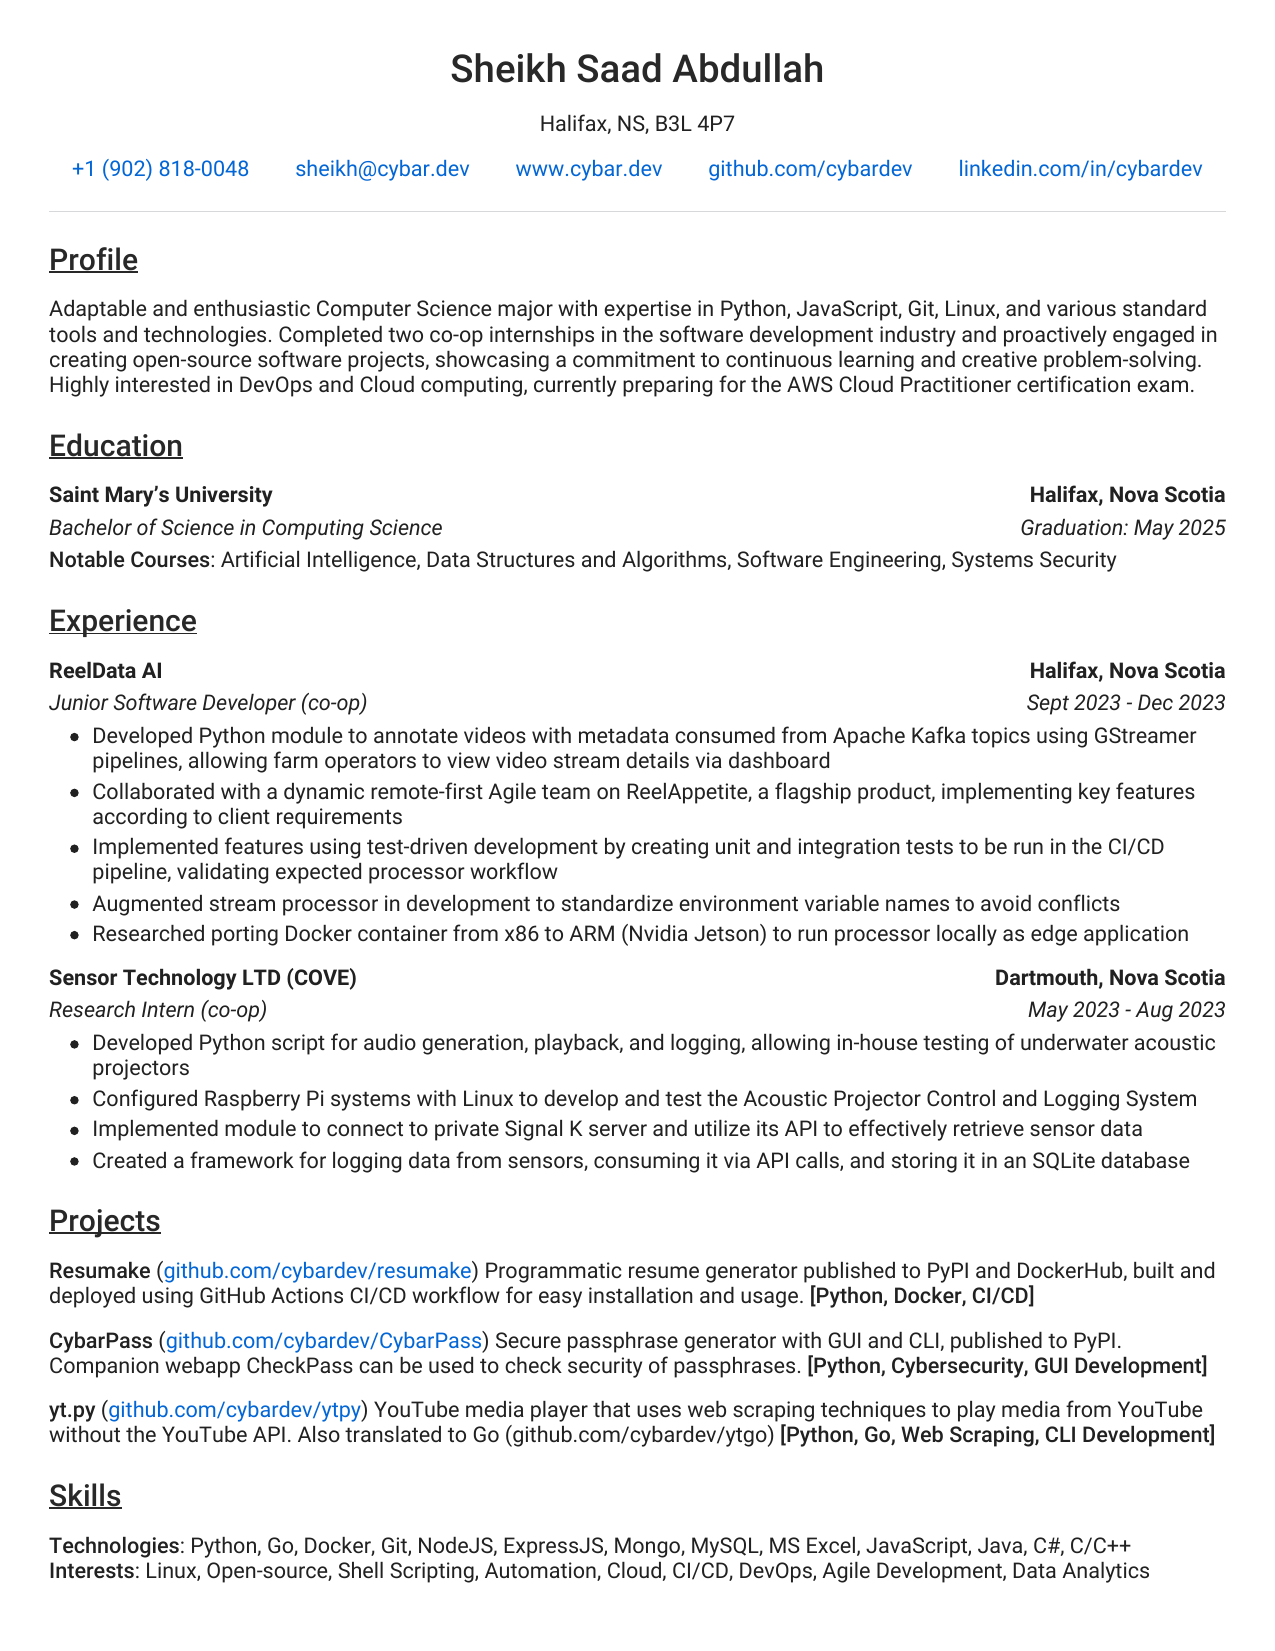 Sheikh Saad Abdullah
Halifax, NS, B3L 4P7
+1 (902) 818-0048 sheikh@cybar.dev www.cybar.dev github.com/cybardev linkedin.com/in/cybardev
Profile
Adaptable and enthusiastic Computer Science major with expertise in Python, JavaScript, Git, Linux, and various standard
tools and technologies. Completed two co-op internships in the software development industry and proactively engaged in
creating open-source software projects, showcasing a commitment to continuous learning and creative problem-solving.
Highly interested in DevOps and Cloud computing, currently preparing for the AWS Cloud Practitioner certification exam.
Education
Saint Mary’s University Halifax, Nova Scotia
Bachelor of Science in Computing Science Graduation: May 2025
Notable Courses: Artificial Intelligence, Data Structures and Algorithms, Software Engineering, Systems Security
Experience
ReelData AI Halifax, Nova Scotia
Junior Software Developer (co-op) Sept 2023 - Dec 2023
● Developed Python module to annotate videos with metadata consumed from Apache Kafka topics using GStreamer
pipelines, allowing farm operators to view video stream details via dashboard
● Collaborated with a dynamic remote-first Agile team on ReelAppetite, a flagship product, implementing key features
according to client requirements
● Implemented features using test-driven development by creating unit and integration tests to be run in the CI/CD
pipeline, validating expected processor workflow
● Augmented stream processor in development to standardize environment variable names to avoid conflicts
● Researched porting Docker container from x86 to ARM (Nvidia Jetson) to run processor locally as edge application
Sensor Technology LTD (COVE) Dartmouth, Nova Scotia
Research Intern (co-op) May 2023 - Aug 2023
● Developed Python script for audio generation, playback, and logging, allowing in-house testing of underwater acoustic
projectors
● Configured Raspberry Pi systems with Linux to develop and test the Acoustic Projector Control and Logging System
● Implemented module to connect to private Signal K server and utilize its API to effectively retrieve sensor data
● Created a framework for logging data from sensors, consuming it via API calls, and storing it in an SQLite database
Projects
Resumake (github.com/cybardev/resumake) Programmatic resume generator published to PyPI and DockerHub, built and
deployed using GitHub Actions CI/CD workflow for easy installation and usage. [Python, Docker, CI/CD]
CybarPass (github.com/cybardev/CybarPass) Secure passphrase generator with GUI and CLI, published to PyPI.
Companion webapp CheckPass can be used to check security of passphrases. [Python, Cybersecurity, GUI Development]
yt.py (github.com/cybardev/ytpy) YouTube media player that uses web scraping techniques to play media from YouTube
without the YouTube API. Also translated to Go (github.com/cybardev/ytgo) [Python, Go, Web Scraping, CLI Development]
Skills
Technologies: Python, Go, Docker, Git, NodeJS, ExpressJS, Mongo, MySQL, MS Excel, JavaScript, Java, C#, C/C++
Interests: Linux, Open-source, Shell Scripting, Automation, Cloud, CI/CD, DevOps, Agile Development, Data Analytics